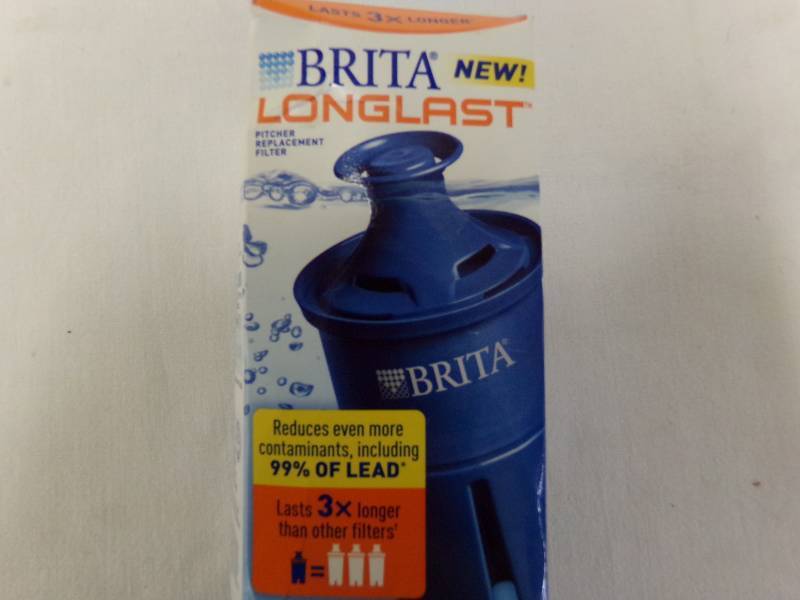 LASTS 3x LONGER
BRITA® NEW!
LONGLAST™
PITCHER
REPLACEMENT
FILTER
BRITA
Reduces even more
contaminants, including
99% OF LEAD*
Lasts 3x longer
than other filters†
=